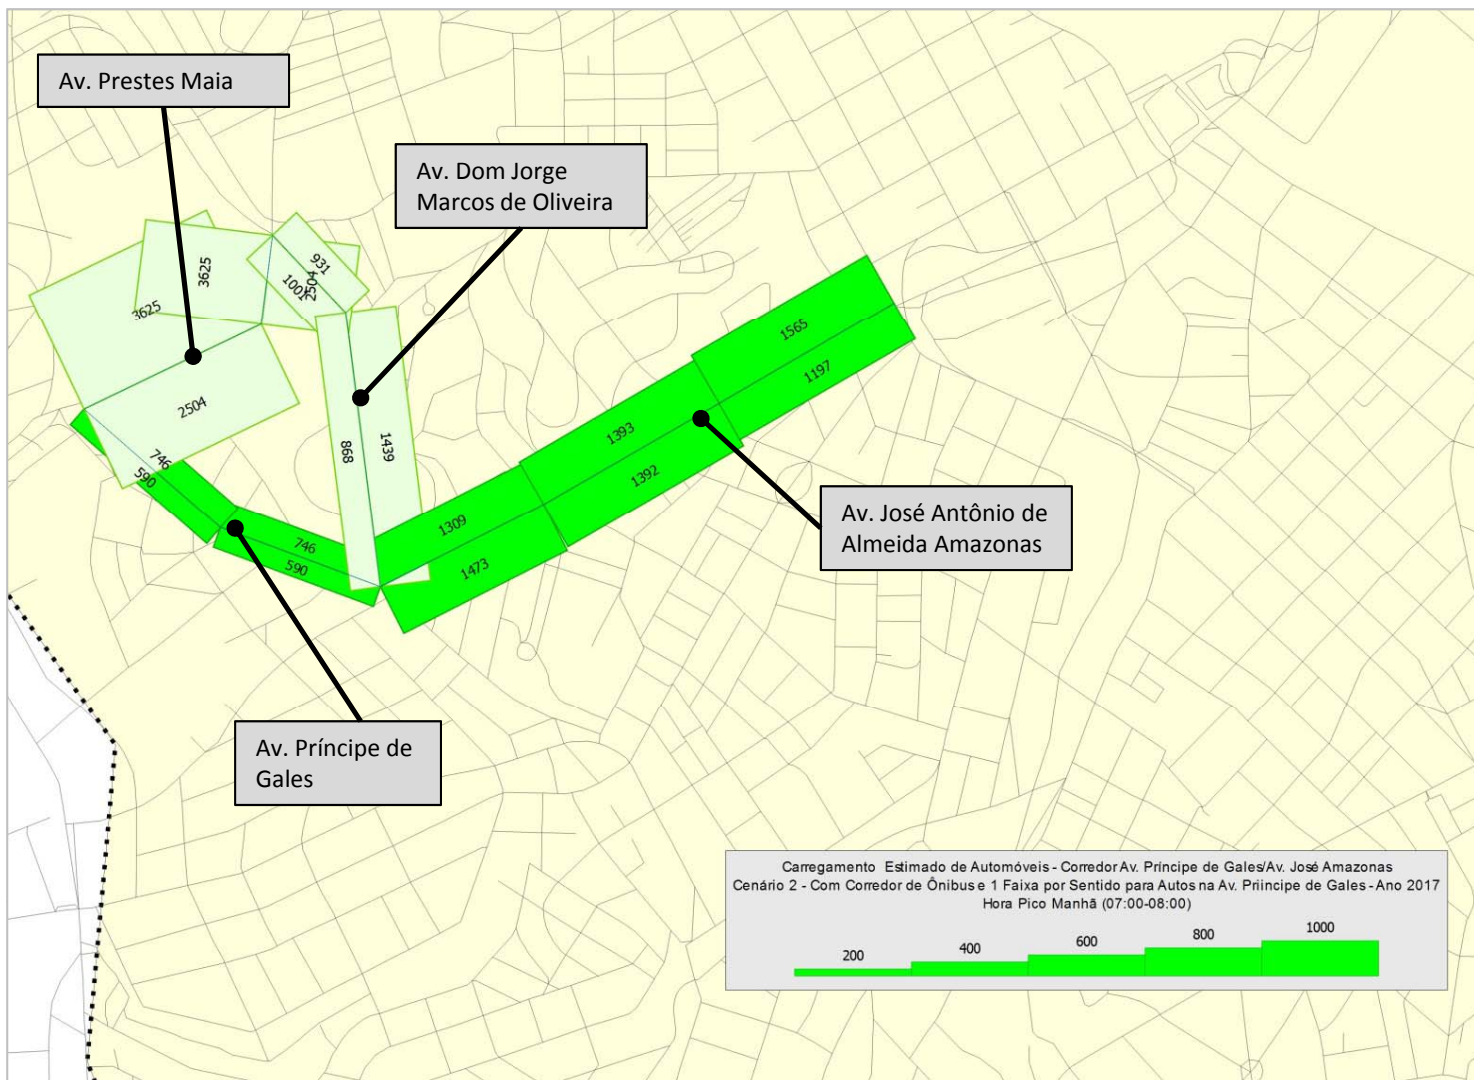 Av. Prestes Maia
Av. Dom Jorge
Marcos de Oliveira
3625
3625
931
1001
2504
2504
1565
1197
1393
1392
868
1439
746
590
1309
1473
746
590
Av. José Antônio de
Almeida Amazonas
Av. Príncipe de
Gales
Carregamento Estimado de Automóveis - Corredor Av. Príncipe de Gales/Av. José Amazonas
Cenário 2 - Com Corredor de Ônibus e 1 Faixa por Sentido para Autos na Av. Priincipe de Gales - Ano 2017
Hora Pico Manhã (07:00-08:00)
200
400
600
800
1000